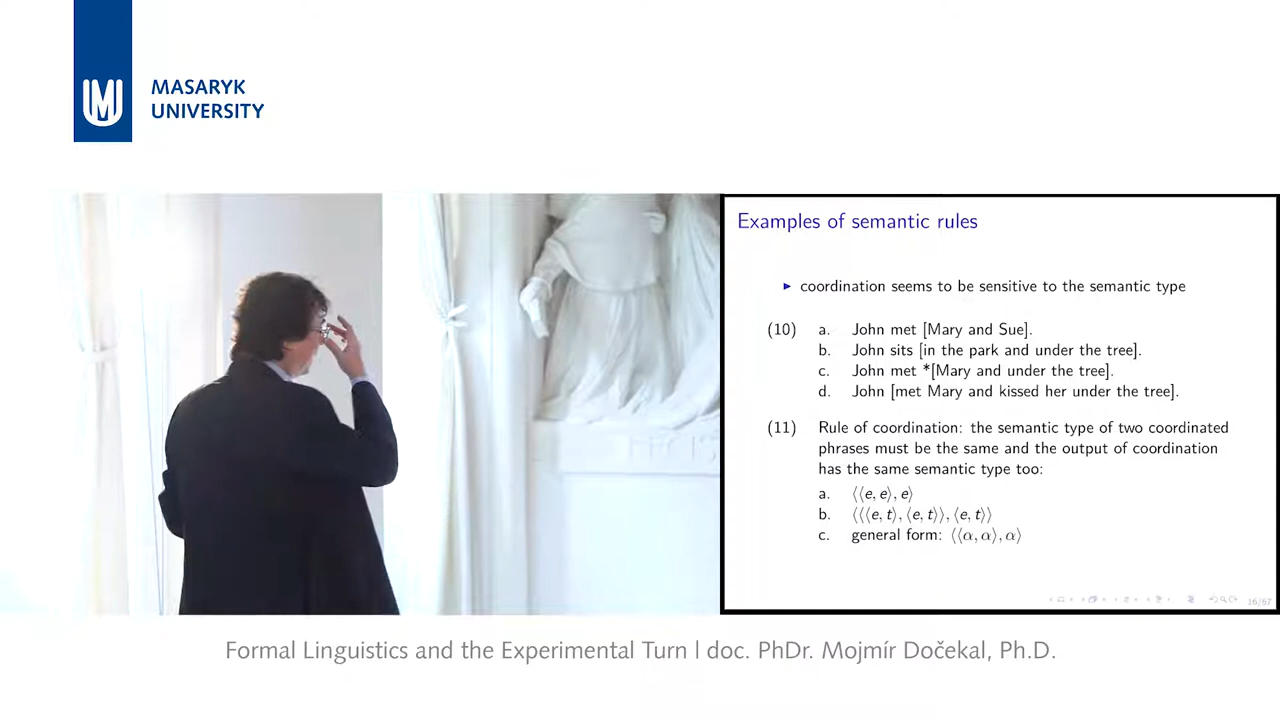 MASARYK
UNIVERSITY
Examples of semantic rules
▶ coordination seems to be sensitive to the semantic type
(10) a. John met [Mary and Sue].
b. John sits [in the park and under the tree].
c. John met *[Mary and under the tree].
d. John [met Mary and kissed her under the tree].
(11) Rule of coordination: the semantic type of two coordinated
phrases must be the same and the output of coordination
has the same semantic type too:
a. ⟨⟨e, e⟩, e⟩
b. ⟨⟨⟨e, t⟩, ⟨e, t⟩⟩, ⟨e, t⟩⟩
c. general form: ⟨⟨α, α⟩, α⟩
16/67
Formal Linguistics and the Experimental Turn | doc. PhDr. Mojmír Dočekal, Ph.D.